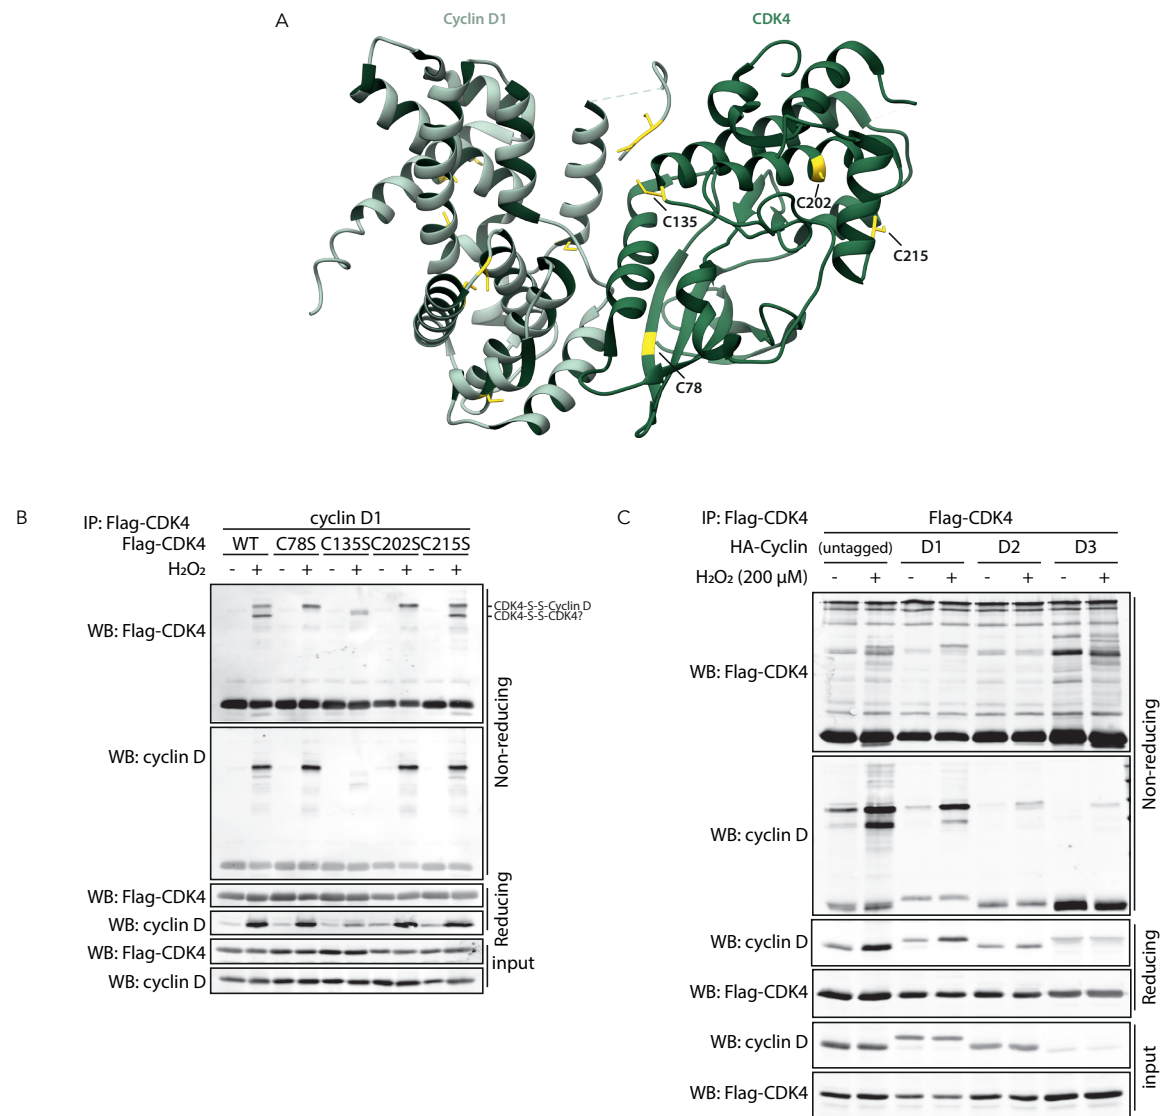 A
Cyclin D1
CDK4
C202
C135
C215
C78
B
IP: Flag-CDK4
cyclin D1
Flag-CDK4
WT
C78S
C135S
C202S
C215S
H₂O₂
- + - + - + - + - +
CDK4-S-S-Cyclin D
CDK4-S-S-CDK4?
WB: Flag-CDK4
WB: cyclin D
Non-reducing
WB: Flag-CDK4
WB: cyclin D
Reducing
WB: Flag-CDK4
WB: cyclin D
input
C
IP: Flag-CDK4
Flag-CDK4
HA-Cyclin
(untagged)
D1
D2
D3
H₂O₂ (200 µM)
- + - + - + - +
WB: Flag-CDK4
WB: cyclin D
Non-reducing
WB: cyclin D
WB: Flag-CDK4
Reducing
WB: cyclin D
WB: Flag-CDK4
input